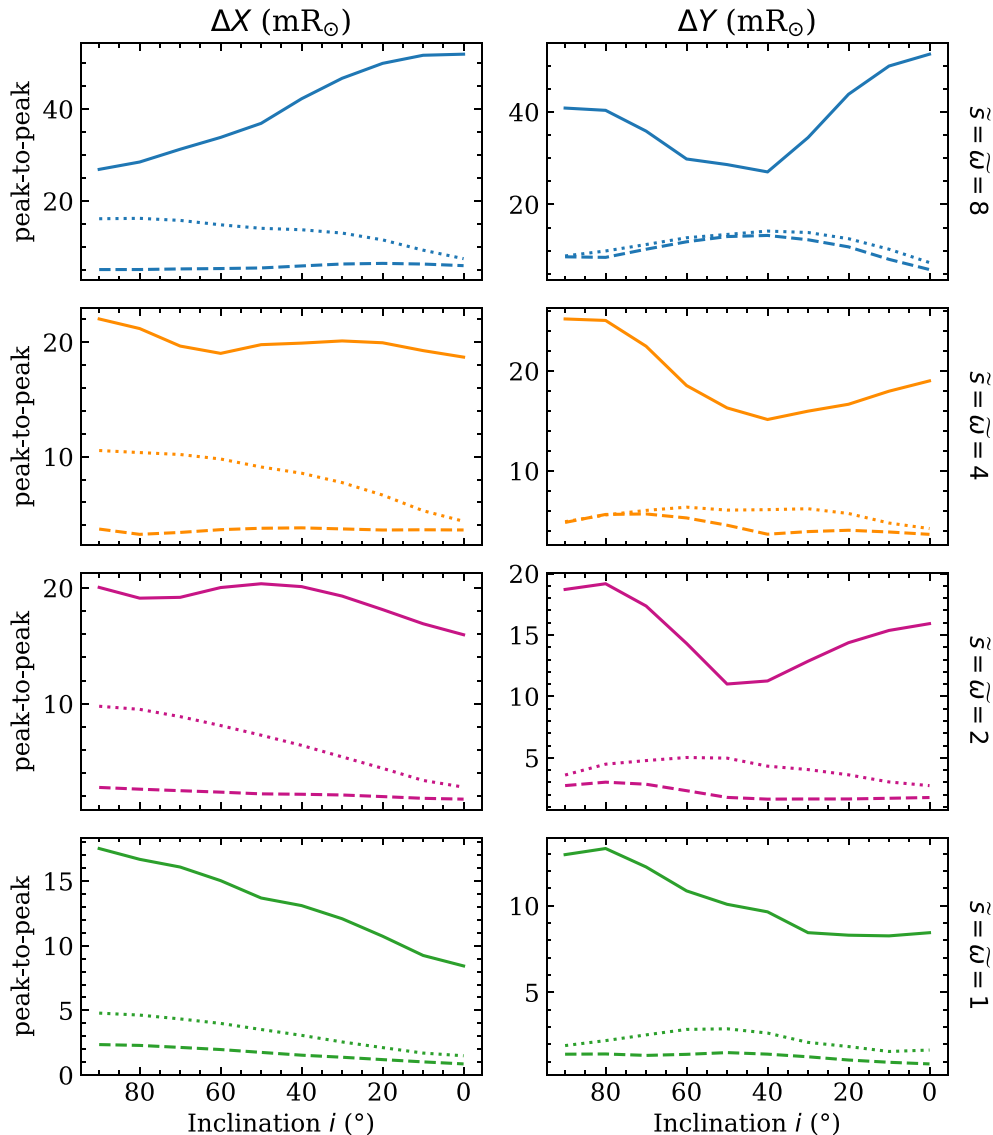 ΔX (mR☉) ΔY (mR☉)
peak-to-peak
40
20
40
20
s̃ = ω̃ = 8
peak-to-peak
20
10
20
10
s̃ = ω̃ = 4
peak-to-peak
20
10
20
15
10
5
s̃ = ω̃ = 2
peak-to-peak
15
10
5
0
10
5
s̃ = ω̃ = 1
80 60 40 20 0 80 60 40 20 0
Inclination i (°) Inclination i (°)